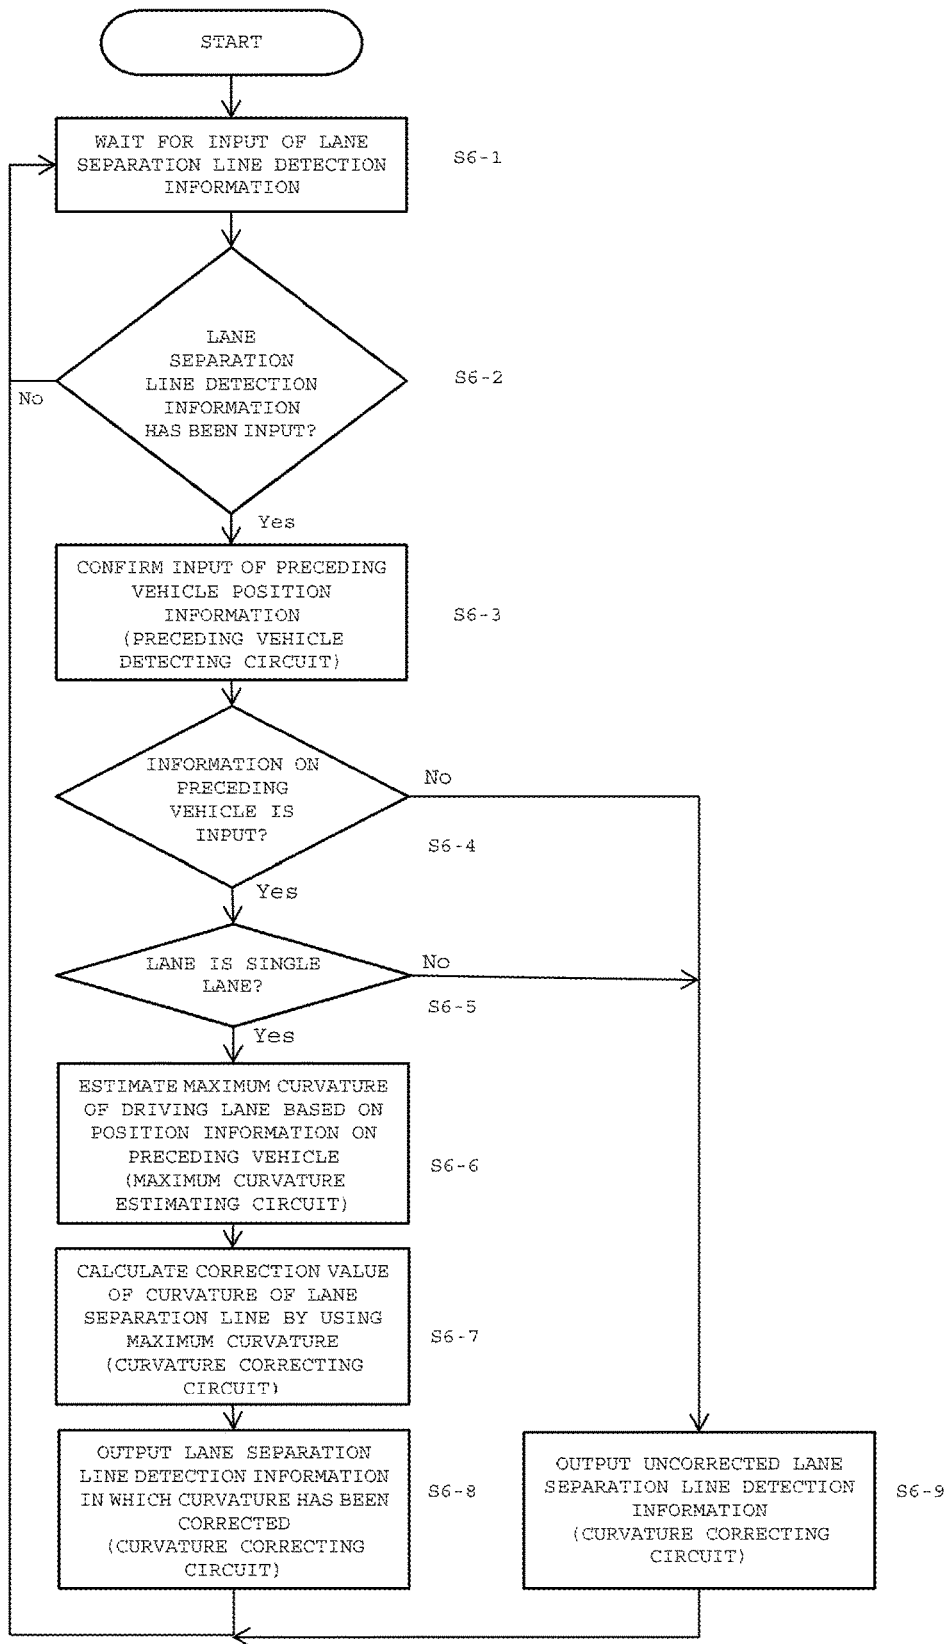 START
WAIT FOR INPUT OF LANE
SEPARATION LINE DETECTION
INFORMATION
S6-1
LANE
SEPARATION
LINE DETECTION
INFORMATION
HAS BEEN INPUT?
S6-2
No
Yes
CONFIRM INPUT OF PRECEDING
VEHICLE POSITION
INFORMATION
(PRECEDING VEHICLE
DETECTING CIRCUIT)
S6-3
INFORMATION ON
PRECEDING
VEHICLE IS
INPUT?
No
S6-4
Yes
LANE IS SINGLE
LANE?
No
S6-5
Yes
ESTIMATE MAXIMUM CURVATURE
OF DRIVING LANE BASED ON
POSITION INFORMATION ON
PRECEDING VEHICLE
(MAXIMUM CURVATURE
ESTIMATING CIRCUIT)
S6-6
CALCULATE CORRECTION VALUE
OF CURVATURE OF LANE
SEPARATION LINE BY USING
MAXIMUM CURVATURE
(CURVATURE CORRECTING
CIRCUIT)
S6-7
OUTPUT LANE SEPARATION
LINE DETECTION INFORMATION
IN WHICH CURVATURE HAS BEEN
CORRECTED
(CURVATURE CORRECTING
CIRCUIT)
S6-8
OUTPUT UNCORRECTED LANE
SEPARATION LINE DETECTION
INFORMATION
(CURVATURE CORRECTING
CIRCUIT)
S6-9